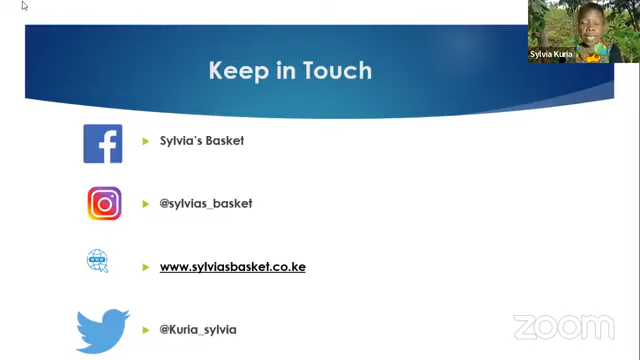 Keep in Touch
Sylvia Kuria
Sylvia's Basket
@sylvias_basket
www.sylviasbasket.co.ke
@Kuria_sylvia
zoom